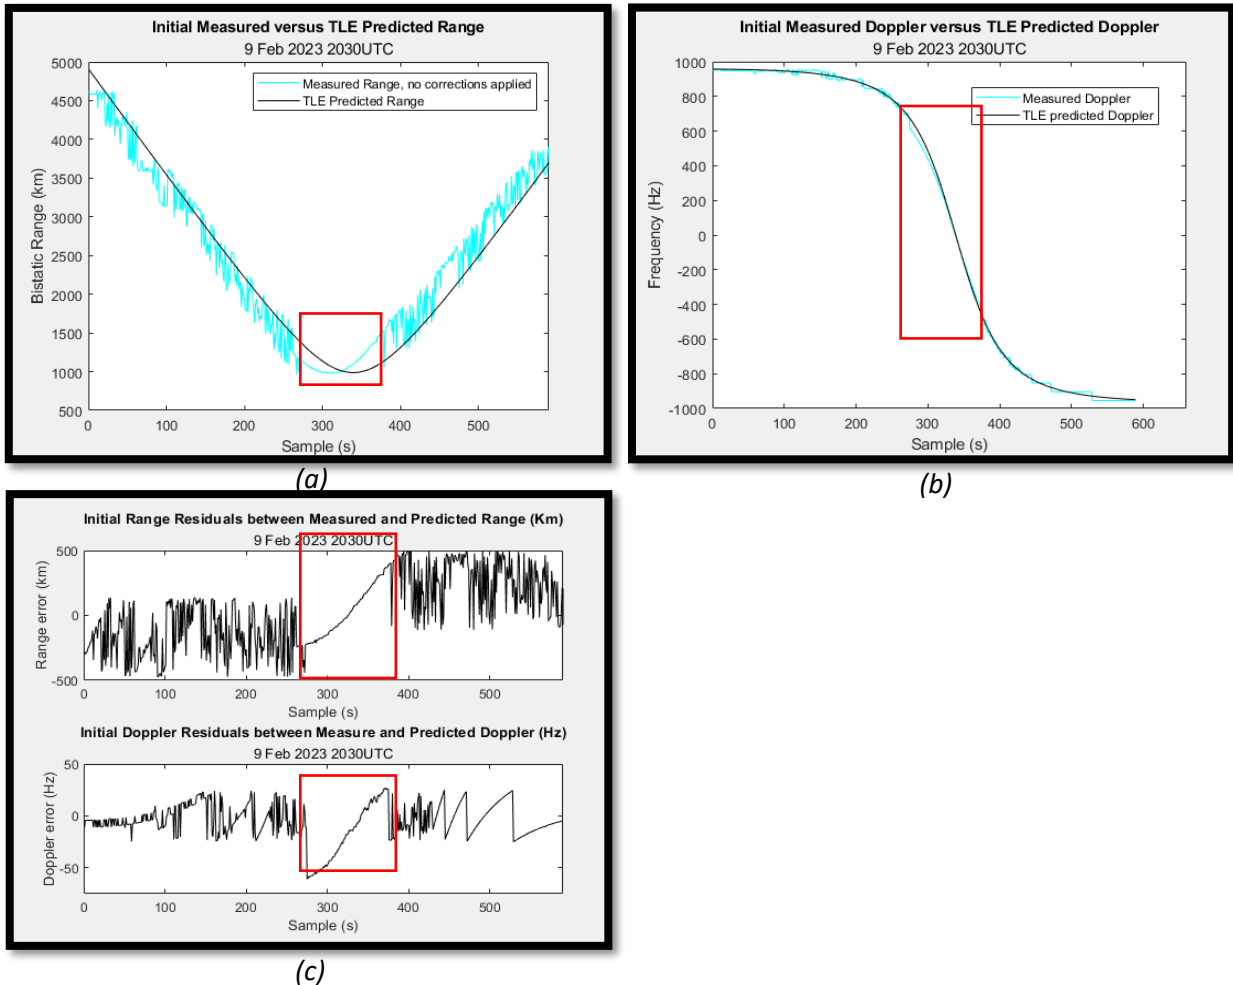 Initial Measured versus TLE Predicted Range
9 Feb 2023 2030UTC
5000
4500
4000
3500
3000
2500
2000
1500
1000
500
Bistatic Range (km)
Measured Range, no corrections applied
TLE Predicted Range
0 100 200 300 400 500
Sample (s)
(a)
Initial Measured Doppler versus TLE Predicted Doppler
9 Feb 2023 2030UTC
1000
800
600
400
200
0
-200
-400
-600
-800
-1000
Frequency (Hz)
Measured Doppler
TLE predicted Doppler
0 100 200 300 400 500 600
Sample (s)
(b)
Initial Range Residuals between Measured and Predicted Range (Km)
9 Feb 2023 2030UTC
500
0
-500
Range error (km)
0 100 200 300 400 500
Sample (s)
Initial Doppler Residuals between Measure and Predicted Doppler (Hz)
9 Feb 2023 2030UTC
50
0
-50
Doppler error (Hz)
0 100 200 300 400 500
Sample (s)
(c)